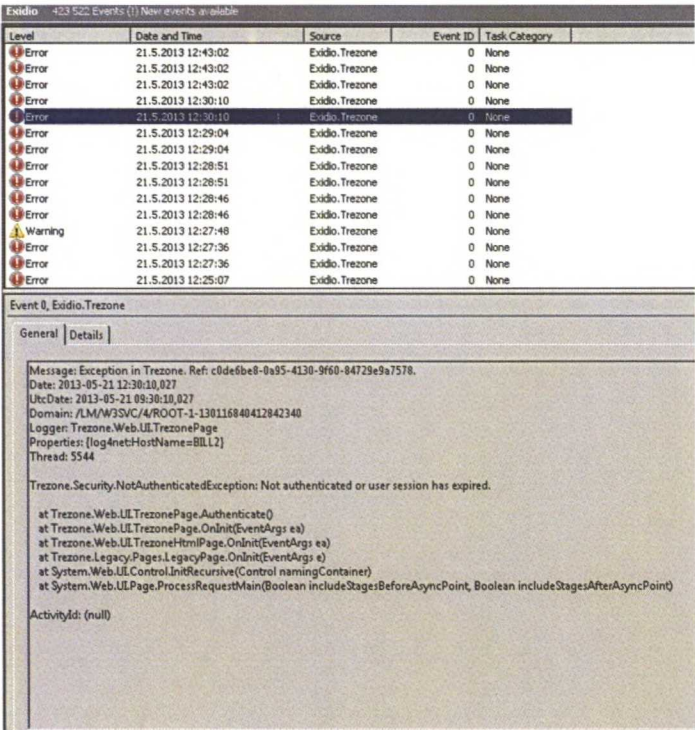 Exidio 423 522 Events (!) New events available
Level Date and Time Source Event ID Task Category
Error 21.5.2013 12:43:02 Exidio.Trezone 0 None
Error 21.5.2013 12:43:02 Exidio.Trezone 0 None
Error 21.5.2013 12:43:02 Exidio.Trezone 0 None
Error 21.5.2013 12:30:10 Exidio.Trezone 0 None
Error 21.5.2013 12:30:10 Exidio.Trezone 0 None
Error 21.5.2013 12:29:04 Exidio.Trezone 0 None
Error 21.5.2013 12:29:04 Exidio.Trezone 0 None
Error 21.5.2013 12:28:51 Exidio.Trezone 0 None
Error 21.5.2013 12:28:51 Exidio.Trezone 0 None
Error 21.5.2013 12:28:46 Exidio.Trezone 0 None
Error 21.5.2013 12:28:46 Exidio.Trezone 0 None
Warning 21.5.2013 12:27:48 Exidio.Trezone 0 None
Error 21.5.2013 12:27:36 Exidio.Trezone 0 None
Error 21.5.2013 12:27:36 Exidio.Trezone 0 None
Error 21.5.2013 12:25:07 Exidio.Trezone 0 None
Event 0, Exidio.Trezone
General Details
Message: Exception in Trezone. Ref: c0de6be8-0a95-4130-9f60-84729e9a7578.
Date: 2013-05-21 12:30:10,027
UtcDate: 2013-05-21 09:30:10,027
Domain: /LM/W3SVC/4/ROOT-1-130116840412842340
Logger: Trezone.Web.UI.TrezonePage
Properties: {log4net:HostName=BILL2}
Thread: 5544
Trezone.Security.NotAuthenticatedException: Not authenticated or user session has expired.
at Trezone.Web.UI.TrezonePage.Authenticate()
at Trezone.Web.UI.TrezonePage.OnInit(EventArgs ea)
at Trezone.Web.UI.TrezoneHtmlPage.OnInit(EventArgs ea)
at Trezone.Legacy.Pages.LegacyPage.OnInit(EventArgs e)
at System.Web.UI.Control.InitRecursive(Control namingContainer)
at System.Web.UI.Page.ProcessRequestMain(Boolean includeStagesBeforeAsyncPoint, Boolean includeStagesAfterAsyncPoint)
ActivityId: (null)